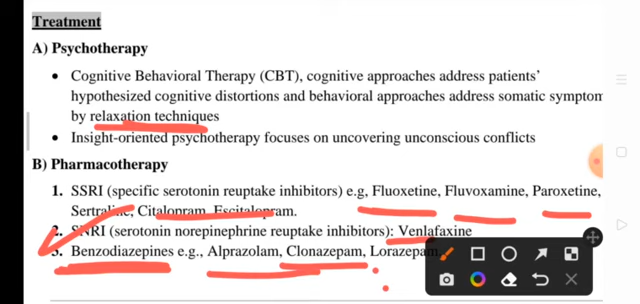 Treatment
A) Psychotherapy
• Cognitive Behavioral Therapy (CBT), cognitive approaches address patients'
hypothesized cognitive distortions and behavioral approaches address somatic symptom
by relaxation techniques
• Insight-oriented psychotherapy focuses on uncovering unconscious conflicts
B) Pharmacotherapy
1. SSRI (specific serotonin reuptake inhibitors) e.g, Fluoxetine, Fluvoxamine, Paroxetine,
Sertraline, Citalopram, Escitalopram.
2. SNRI (serotonin norepinephrine reuptake inhibitors): Venlafaxine
3. Benzodiazepines e.g., Alprazolam, Clonazepam, Lorazepam